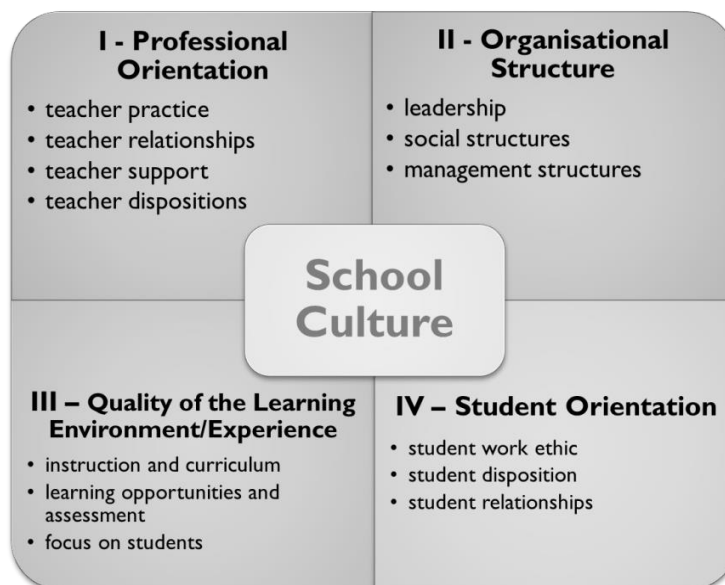 I - Professional
Orientation
• teacher practice
• teacher relationships
• teacher support
• teacher dispositions
II - Organisational
Structure
• leadership
• social structures
• management structures
School
Culture
III – Quality of the Learning
Environment/Experience
• instruction and curriculum
• learning opportunities and
assessment
• focus on students
IV – Student Orientation
• student work ethic
• student disposition
• student relationships